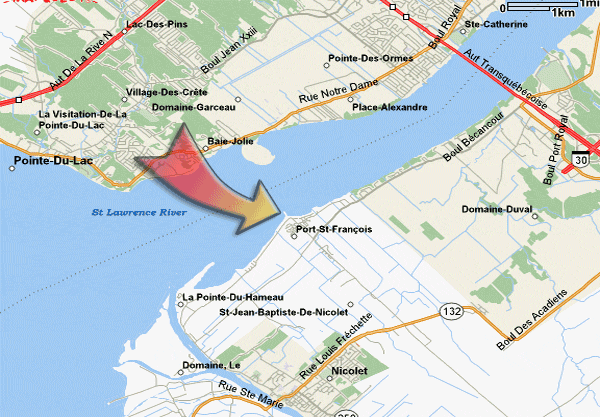 Lac-Des-Pins
Boul Royal
Ste-Catherine
0
1km
1mi
Aut De La Rive N
Boul Jean Xxiii
Pointe-Des-Ormes
Aut Transquébécoise
Village-Des-Crête
Rue Notre Dame
Domaine-Garceau
Place-Alexandre
La Visitation-De-La
Pointe-Du-Lac
Baie-Jolie
Boul Bécancour
Boul Port Royal
30
Pointe-Du-Lac
St Lawrence River
Domaine-Duval
Port-St-François
La Pointe-Du-Hameau
St-Jean-Baptiste-De-Nicolet
132
Boul Des Acadiens
Rue Louis Fréchette
Domaine, Le
Nicolet
Rue Ste Marie